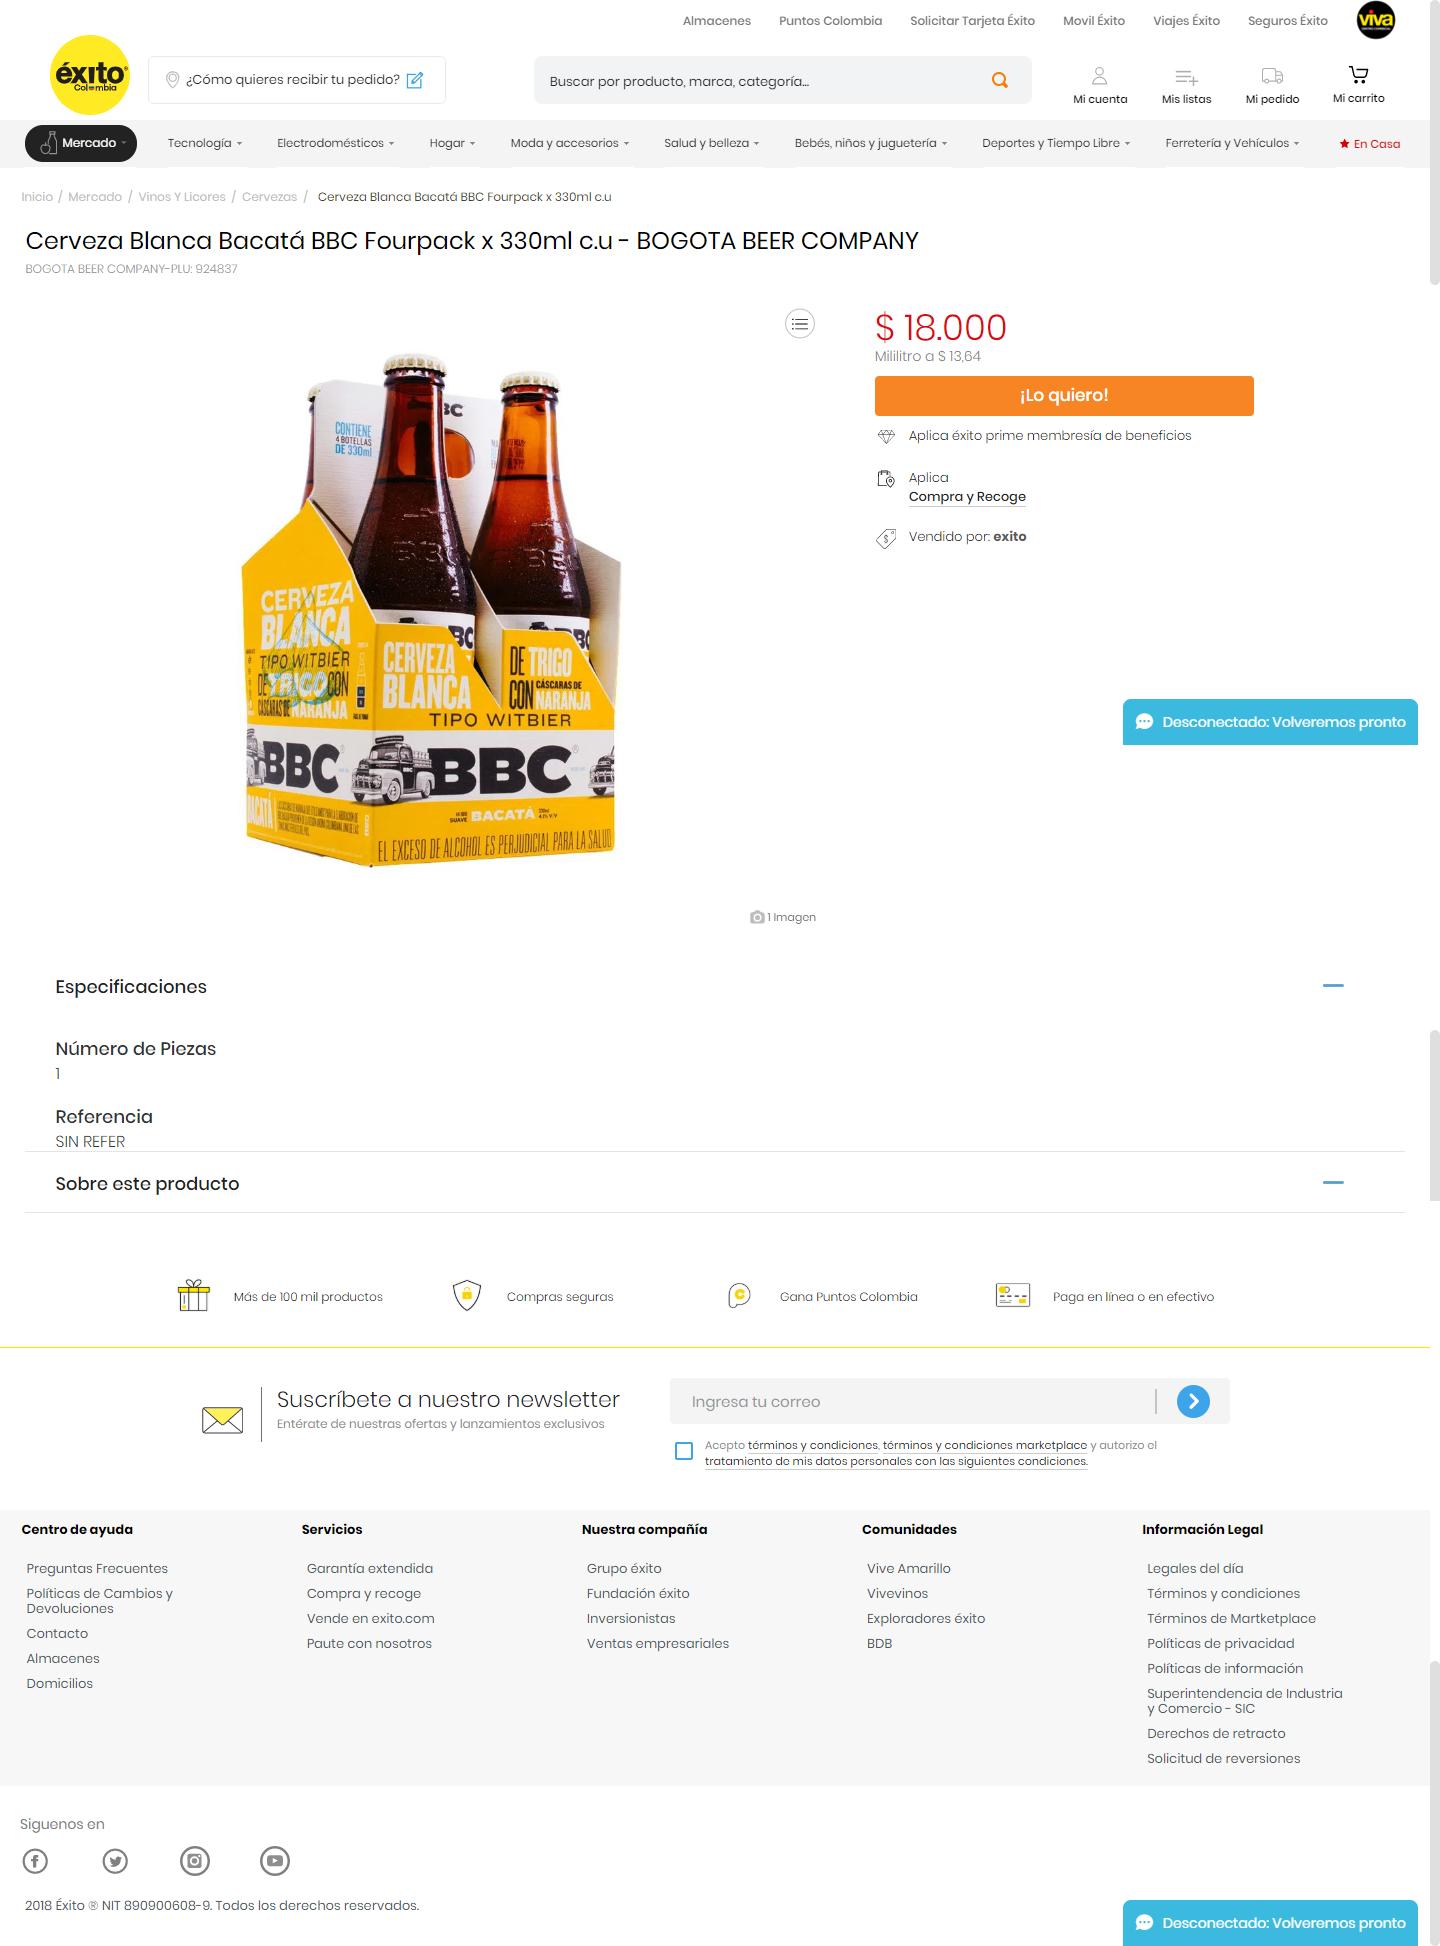 Almacenes Puntos Colombia Solicitar Tarjeta Éxito Movil Éxito Viajes Éxito Seguros Éxito viva
éxito
Colombia
¿Cómo quieres recibir tu pedido?
Buscar por producto, marca, categoría...
Mi cuenta Mis listas Mi pedido Mi carrito
Mercado Tecnología Electrodomésticos Hogar Moda y accesorios Salud y belleza Bebés, niños y juguetería Deportes y Tiempo Libre Ferretería y Vehículos En Casa
Inicio / Mercado / Vinos Y Licores / Cervezas / Cerveza Blanca Bacatá BBC Fourpack x 330ml c.u
Cerveza Blanca Bacatá BBC Fourpack x 330ml c.u - BOGOTA BEER COMPANY
BOGOTA BEER COMPANY-PLU: 924837
$ 18.000
Mililitro a $ 13,64
¡Lo quiero!
Aplica éxito prime membresía de beneficios
Aplica
Compra y Recoge
Vendido por: exito
CONTIENE
4 BOTELLAS
DE 330ml
CERVEZA
BLANCA
TIPO WITBIER
DE TRIGO CON
CÁSCARAS DE NARANJA
BBC
BACATÁ
CERVEZA
BLANCA
DE TRIGO
CON CÁSCARAS DE
NARANJA
TIPO WITBIER
BBC
SUAVE BACATÁ
EL EXCESO DE ALCOHOL ES PERJUDICIAL PARA LA SALUD
Desconectado: Volveremos pronto
1 Imagen
Especificaciones
Número de Piezas
1
Referencia
SIN REFER
Sobre este producto
Más de 100 mil productos
Compras seguras
Gana Puntos Colombia
Paga en línea o en efectivo
Suscríbete a nuestro newsletter
Entérate de nuestras ofertas y lanzamientos exclusivos
Ingresa tu correo
Acepto términos y condiciones, términos y condiciones marketplace y autorizo el
tratamiento de mis datos personales con las siguientes condiciones.
Centro de ayuda
Preguntas Frecuentes
Políticas de Cambios y
Devoluciones
Contacto
Almacenes
Domicilios
Servicios
Garantía extendida
Compra y recoge
Vende en exito.com
Paute con nosotros
Nuestra compañía
Grupo éxito
Fundación éxito
Inversionistas
Ventas empresariales
Comunidades
Vive Amarillo
Vivevinos
Exploradores éxito
BDB
Información Legal
Legales del día
Términos y condiciones
Términos de Martketplace
Políticas de privacidad
Políticas de información
Superintendencia de Industria
y Comercio - SIC
Derechos de retracto
Solicitud de reversiones
Siguenos en
2018 Éxito ® NIT 890900608-9. Todos los derechos reservados.
Desconectado: Volveremos pronto